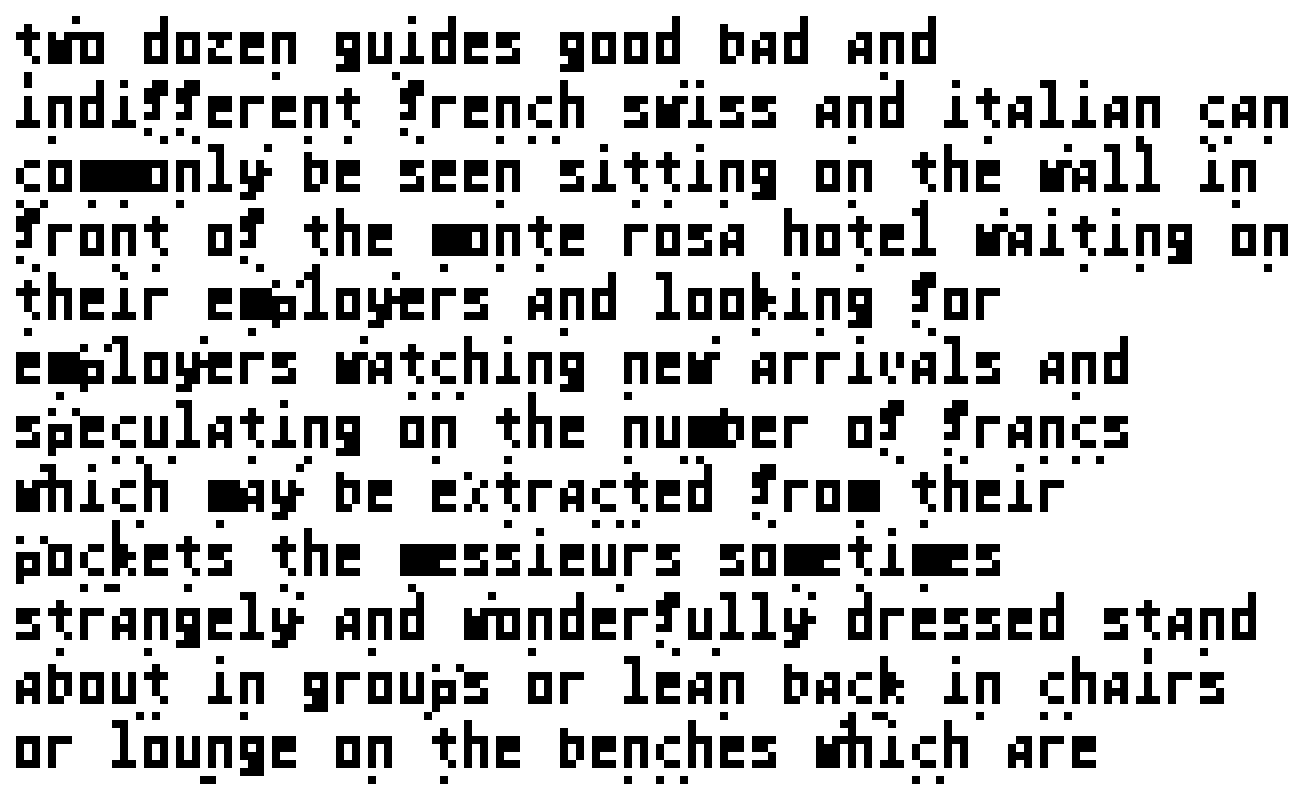 two dozen guides good bad and
indifferent french swiss and italian can
commonly be seen sitting on the wall in
front of the monte rosa hotel waiting on
their employers and looking for
employers watching new arrivals and
speculating on the number of francs
which may be extracted from their
pockets the messieurs sometimes
strangely and wonderfully dressed stand
about in groups or lean back in chairs
or lounge on the benches which are